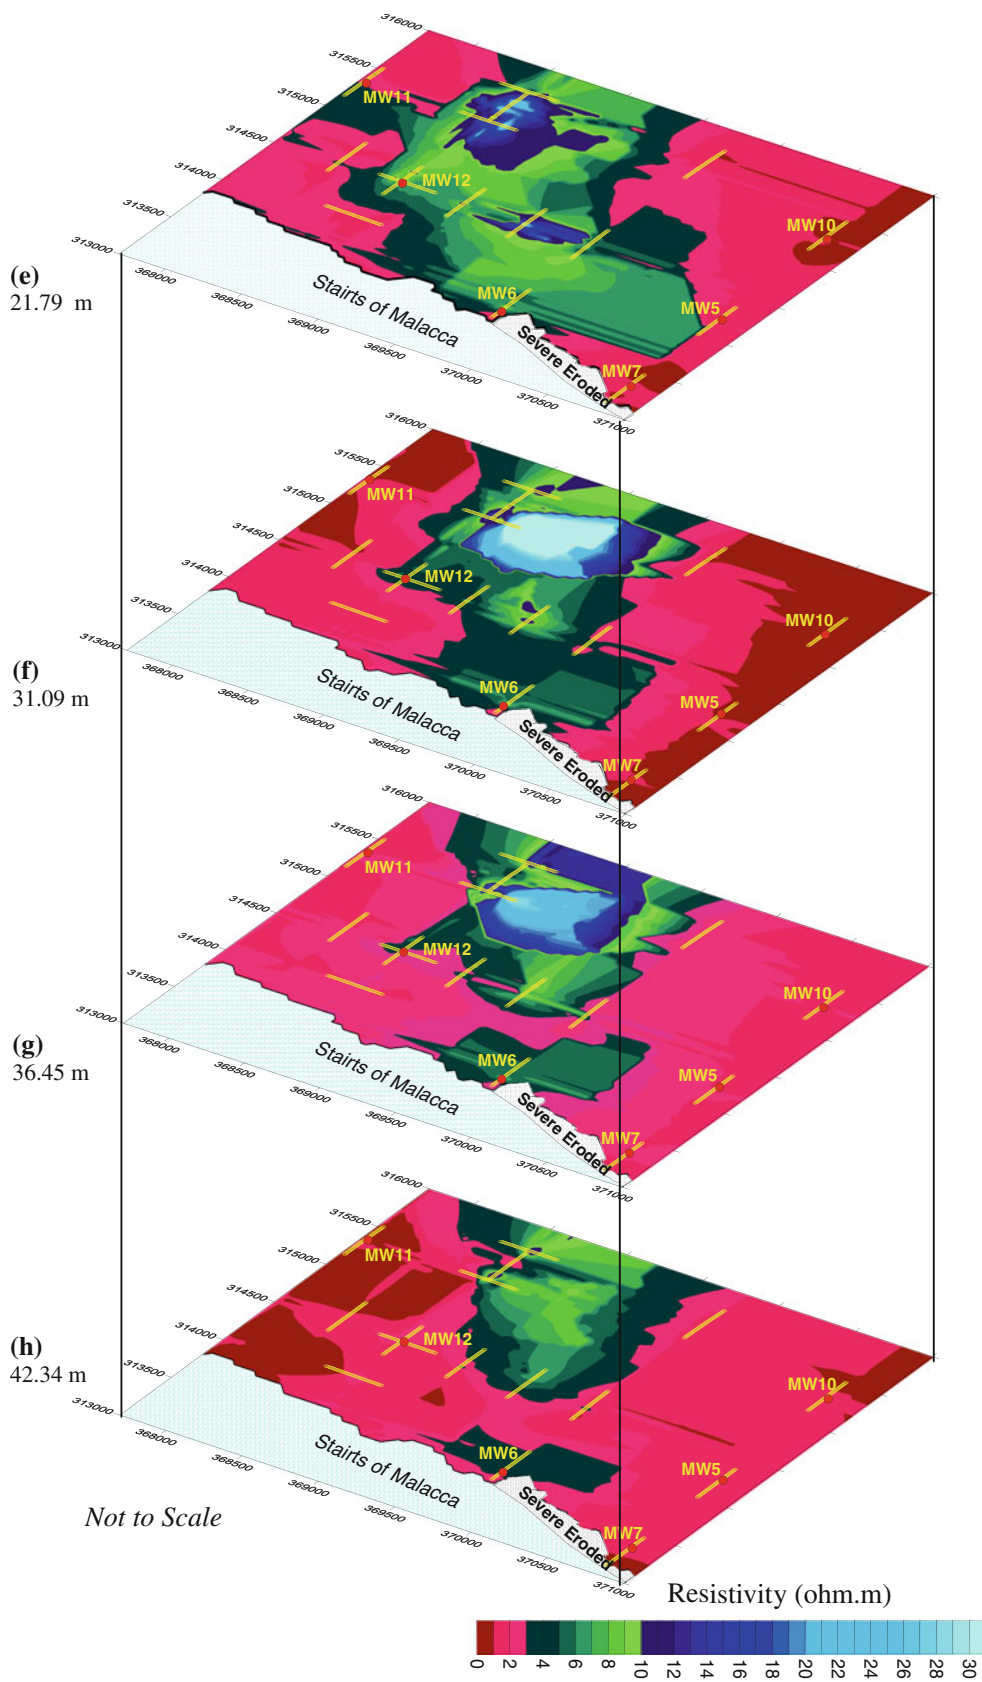 316000
315500
315000
314500
314000
313500
313000
MW11
MW12
MW10
MW6
MW5
MW7
(e)
21.79 m
Stairts of Malacca
Severe Eroded
368000
368500
369000
369500
370000
370500
371000
316000
315500
315000
314500
314000
313500
313000
MW11
MW12
MW10
MW6
MW5
MW7
(f)
31.09 m
Stairts of Malacca
Severe Eroded
368000
368500
369000
369500
370000
370500
371000
316000
315500
315000
314500
314000
313500
313000
MW11
MW12
MW10
MW6
MW5
MW7
(g)
36.45 m
Stairts of Malacca
Severe Eroded
368000
368500
369000
369500
370000
370500
371000
316000
315500
315000
314500
314000
313500
313000
MW11
MW12
MW10
MW6
MW5
MW7
(h)
42.34 m
Stairts of Malacca
Severe Eroded
368000
368500
369000
369500
370000
370500
371000
Not to Scale
Resistivity (ohm.m)
0 2 4 6 8 10 12 14 16 18 20 22 24 26 28 30